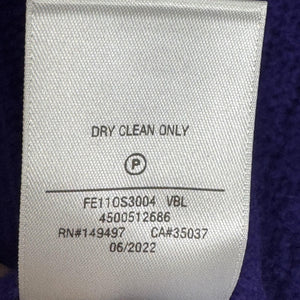 DRY CLEAN ONLY
P
FE110S3004 VBL
4500512686
RN#149497 CA#35037
06/2022